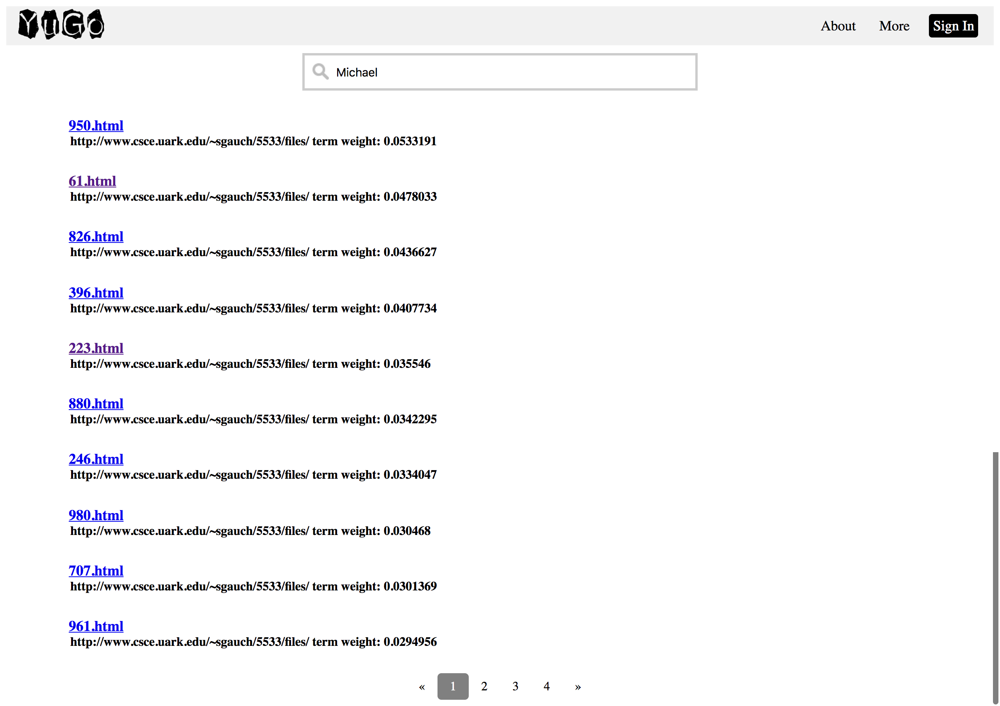 YuGo
About More Sign In
Michael
950.html
http://www.csce.uark.edu/~sgauch/5533/files/ term weight: 0.0533191
61.html
http://www.csce.uark.edu/~sgauch/5533/files/ term weight: 0.0478033
826.html
http://www.csce.uark.edu/~sgauch/5533/files/ term weight: 0.0436627
396.html
http://www.csce.uark.edu/~sgauch/5533/files/ term weight: 0.0407734
223.html
http://www.csce.uark.edu/~sgauch/5533/files/ term weight: 0.035546
880.html
http://www.csce.uark.edu/~sgauch/5533/files/ term weight: 0.0342295
246.html
http://www.csce.uark.edu/~sgauch/5533/files/ term weight: 0.0334047
980.html
http://www.csce.uark.edu/~sgauch/5533/files/ term weight: 0.030468
707.html
http://www.csce.uark.edu/~sgauch/5533/files/ term weight: 0.0301369
961.html
http://www.csce.uark.edu/~sgauch/5533/files/ term weight: 0.0294956
« 1 2 3 4 »